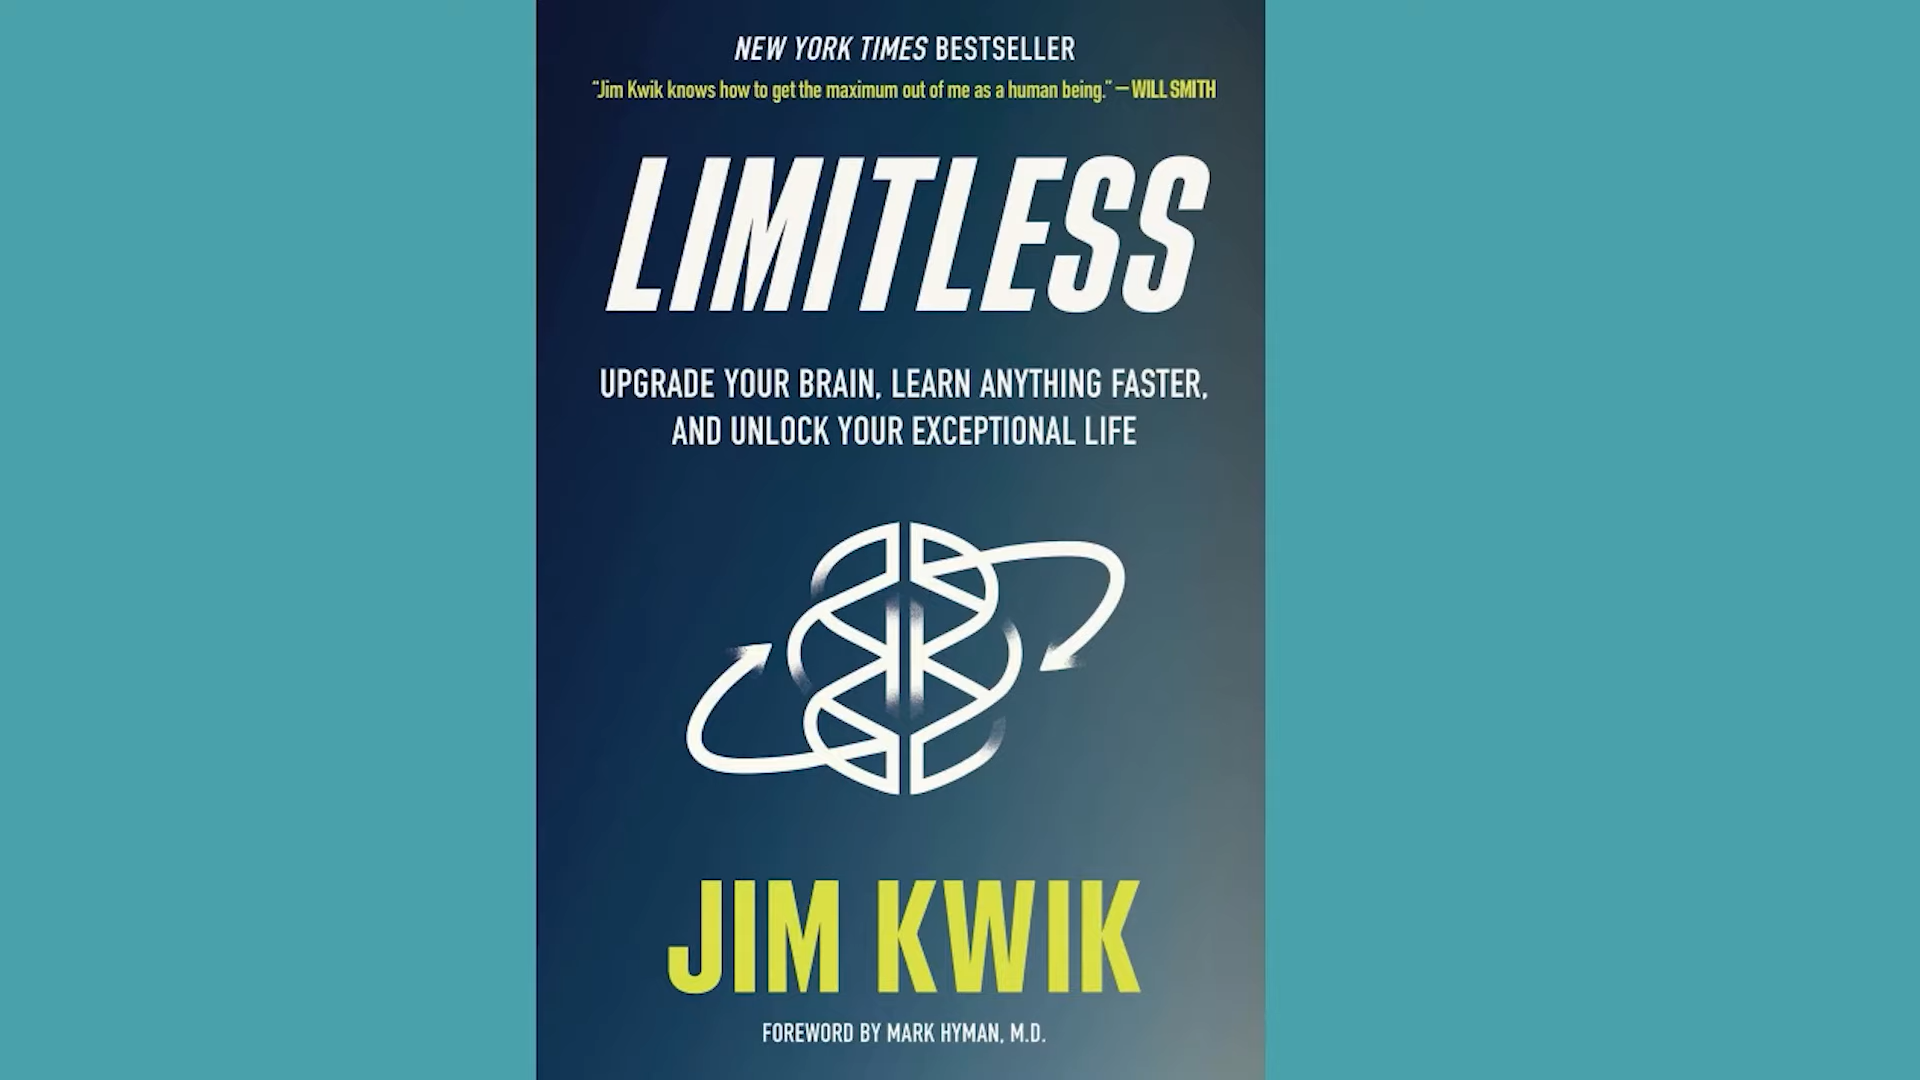 NEW YORK TIMES BESTSELLER
“Jim Kwik knows how to get the maximum out of me as a human being.” — WILL SMITH
LIMITLESS
UPGRADE YOUR BRAIN, LEARN ANYTHING FASTER,
AND UNLOCK YOUR EXCEPTIONAL LIFE
JIM KWIK
FOREWORD BY MARK HYMAN, M.D.